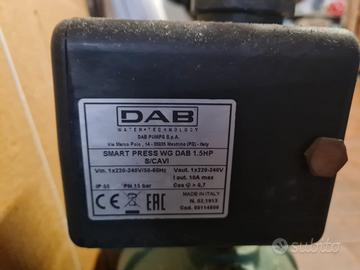 DAB
WATER • TECHNOLOGY
DAB PUMPS S.p.A.
Via Marco Polo, 14 - 35035 Mestrino (PD) - Italy
SMART PRESS WG DAB 1.5HP
S/CAVI
Vin. 1x220-240V/50-60Hz Vout. 1x220-240V
I out. 10A max
PN 15 bar Cos φ > 0,7
MADE IN ITALY
CE EAC
subito